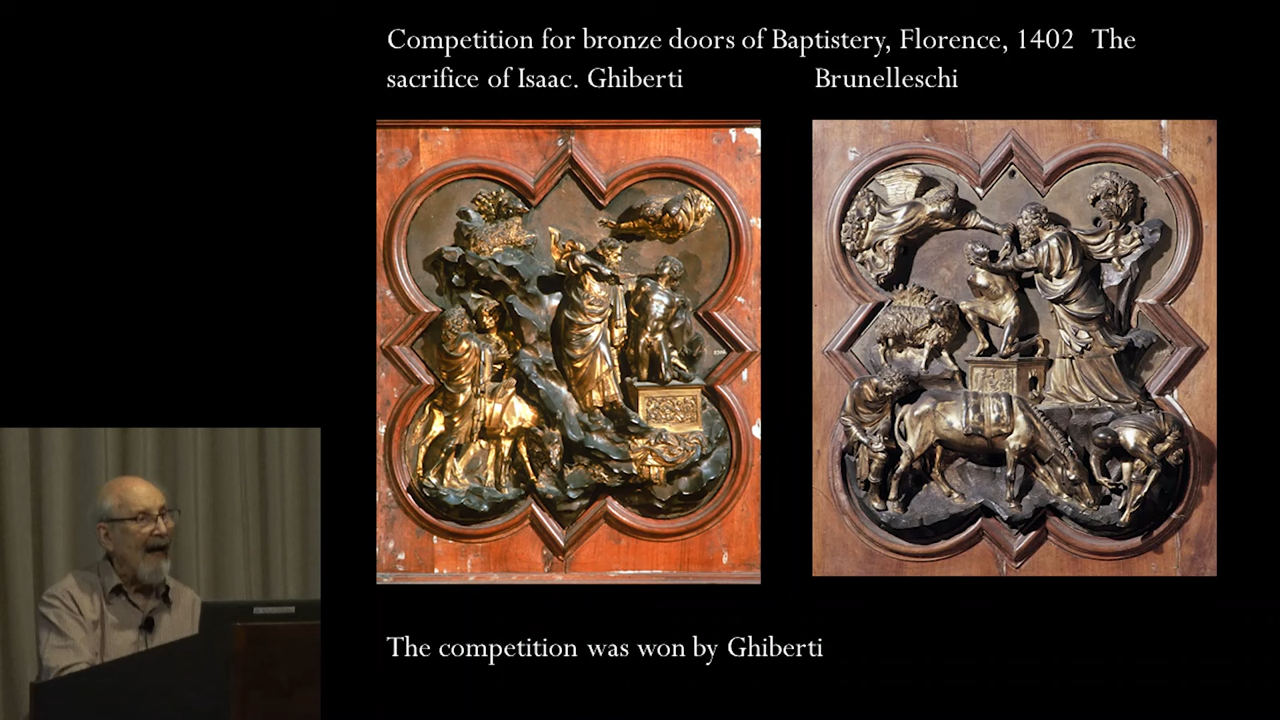 Competition for bronze doors of Baptistery, Florence, 1402 The
sacrifice of Isaac. Ghiberti Brunelleschi
The competition was won by Ghiberti